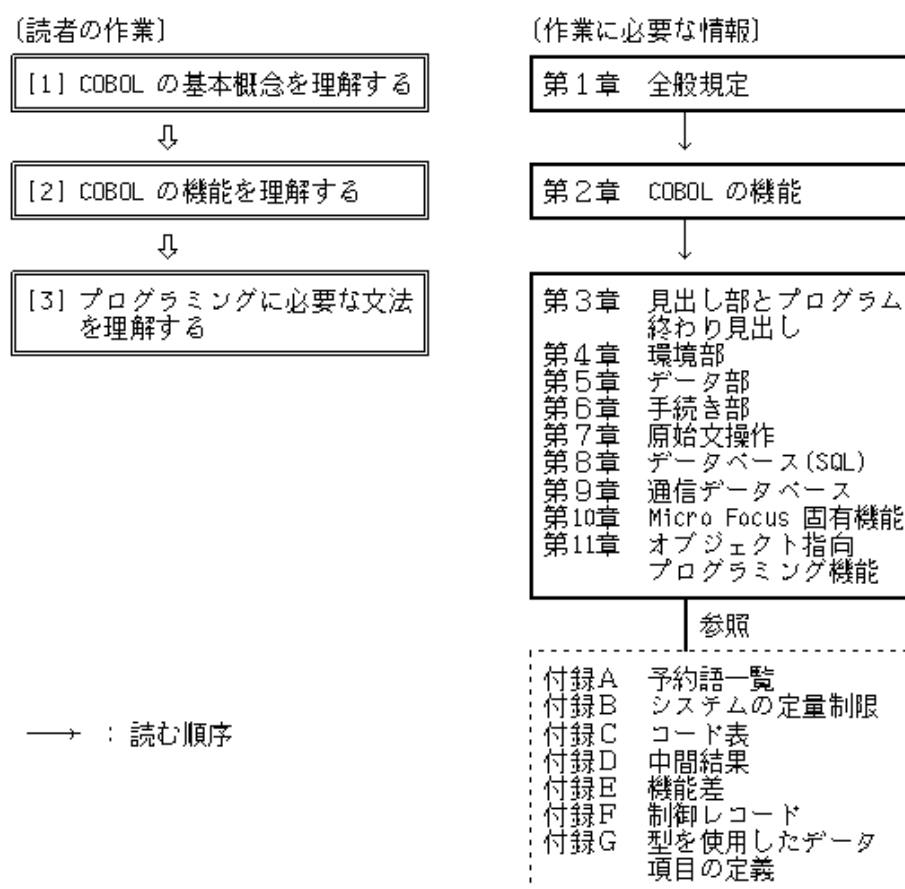 〔読者の作業〕
[1] COBOL の基本概念を理解する
⇩
[2] COBOL の機能を理解する
⇩
[3] プログラミングに必要な文法
を理解する
→ : 読む順序
〔作業に必要な情報〕
第1章 全般規定
第2章 COBOL の機能
第3章 見出し部とプログラム
終わり見出し
第4章 環境部
第5章 データ部
第6章 手続き部
第7章 原始文操作
第8章 データベース(SQL)
第9章 通信データベース
第10章 Micro Focus 固有機能
第11章 オブジェクト指向
プログラミング機能
参照
付録A 予約語一覧
付録B システムの定量制限
付録C コード表
付録D 中間結果
付録E 機能差
付録F 制御レコード
付録G 型を使用したデータ
項目の定義